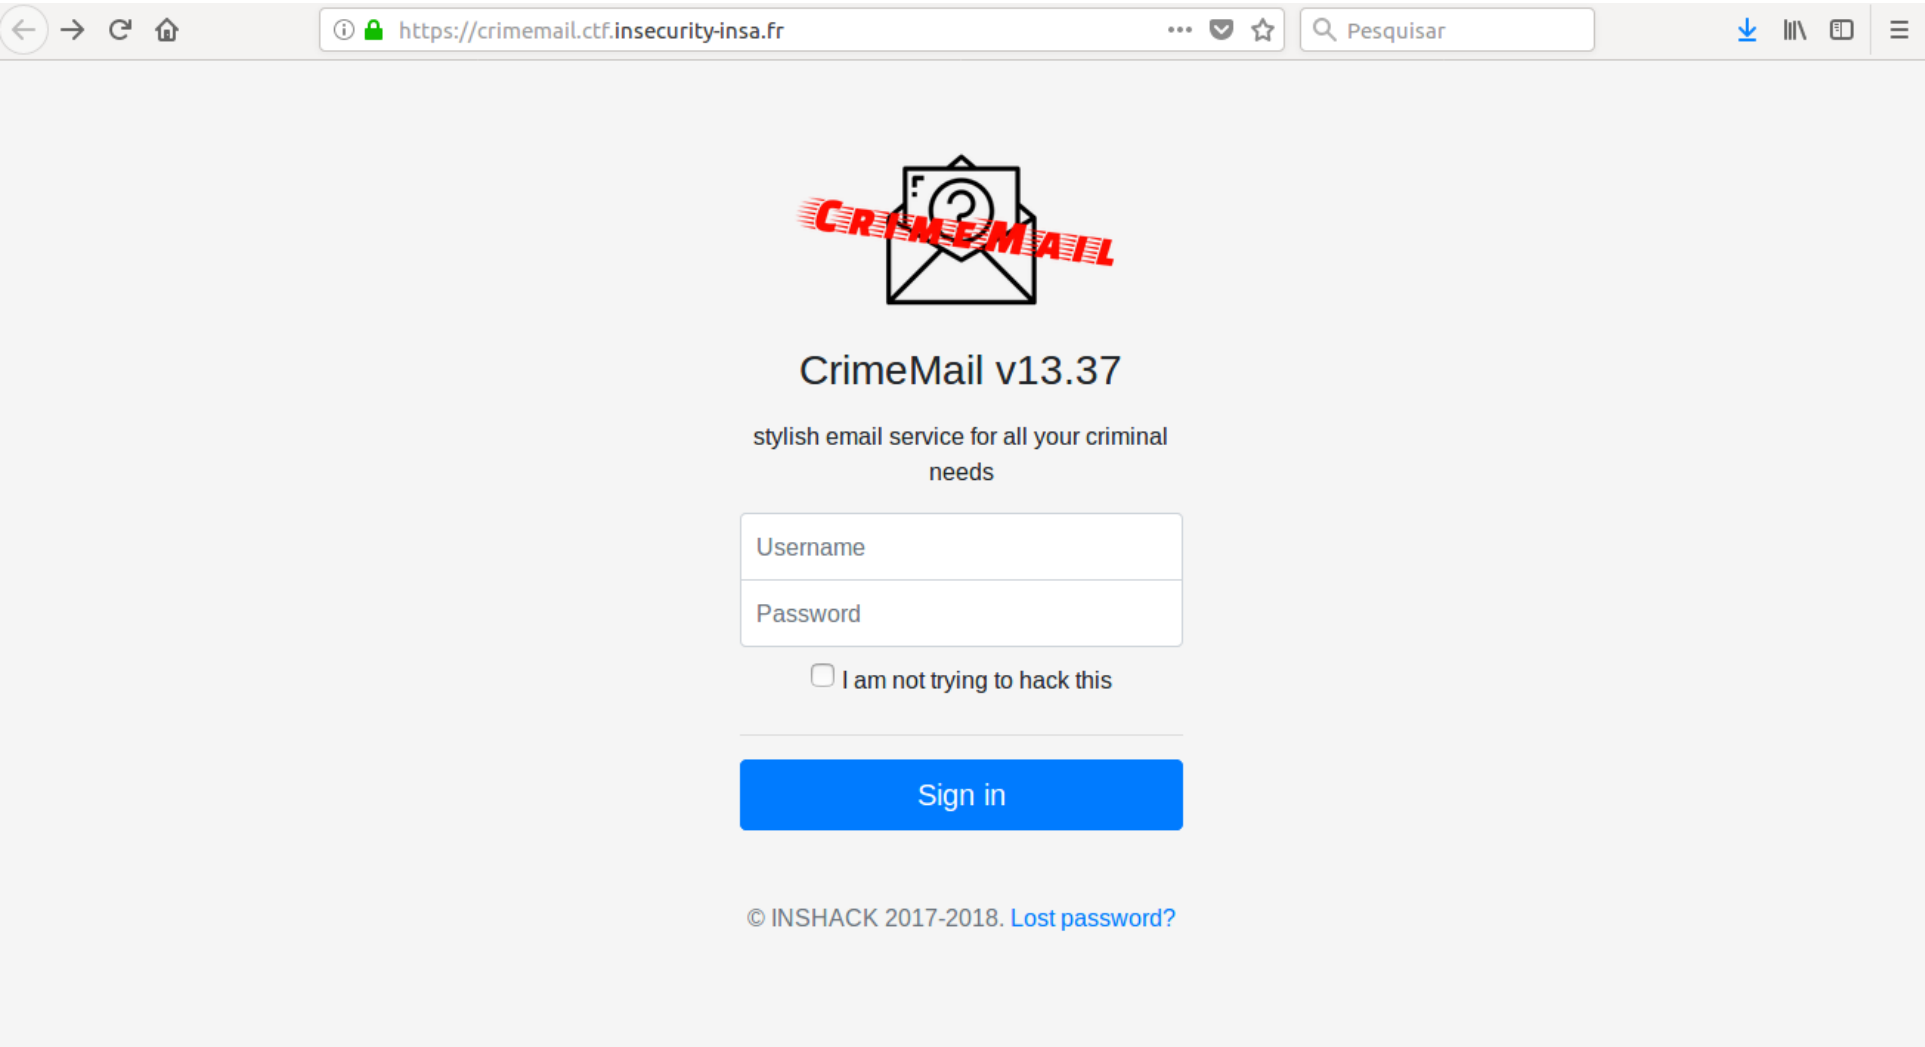 https://crimemail.ctf.insecurity-insa.fr
Pesquisar
CrimeMail
CrimeMail v13.37
stylish email service for all your criminal
needs
Username
Password
I am not trying to hack this
Sign in
© INSHACK 2017-2018. Lost password?